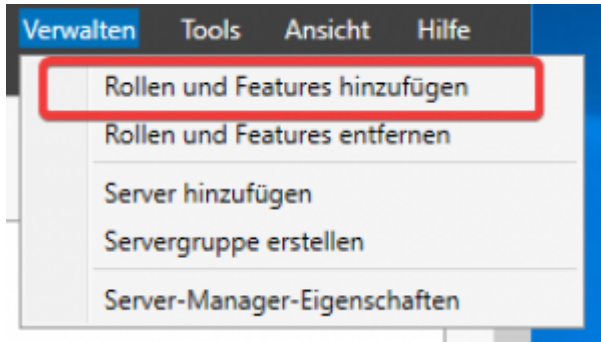 Verwalten Tools Ansicht Hilfe
Rollen und Features hinzufügen
Rollen und Features entfernen
Server hinzufügen
Servergruppe erstellen
Server-Manager-Eigenschaften